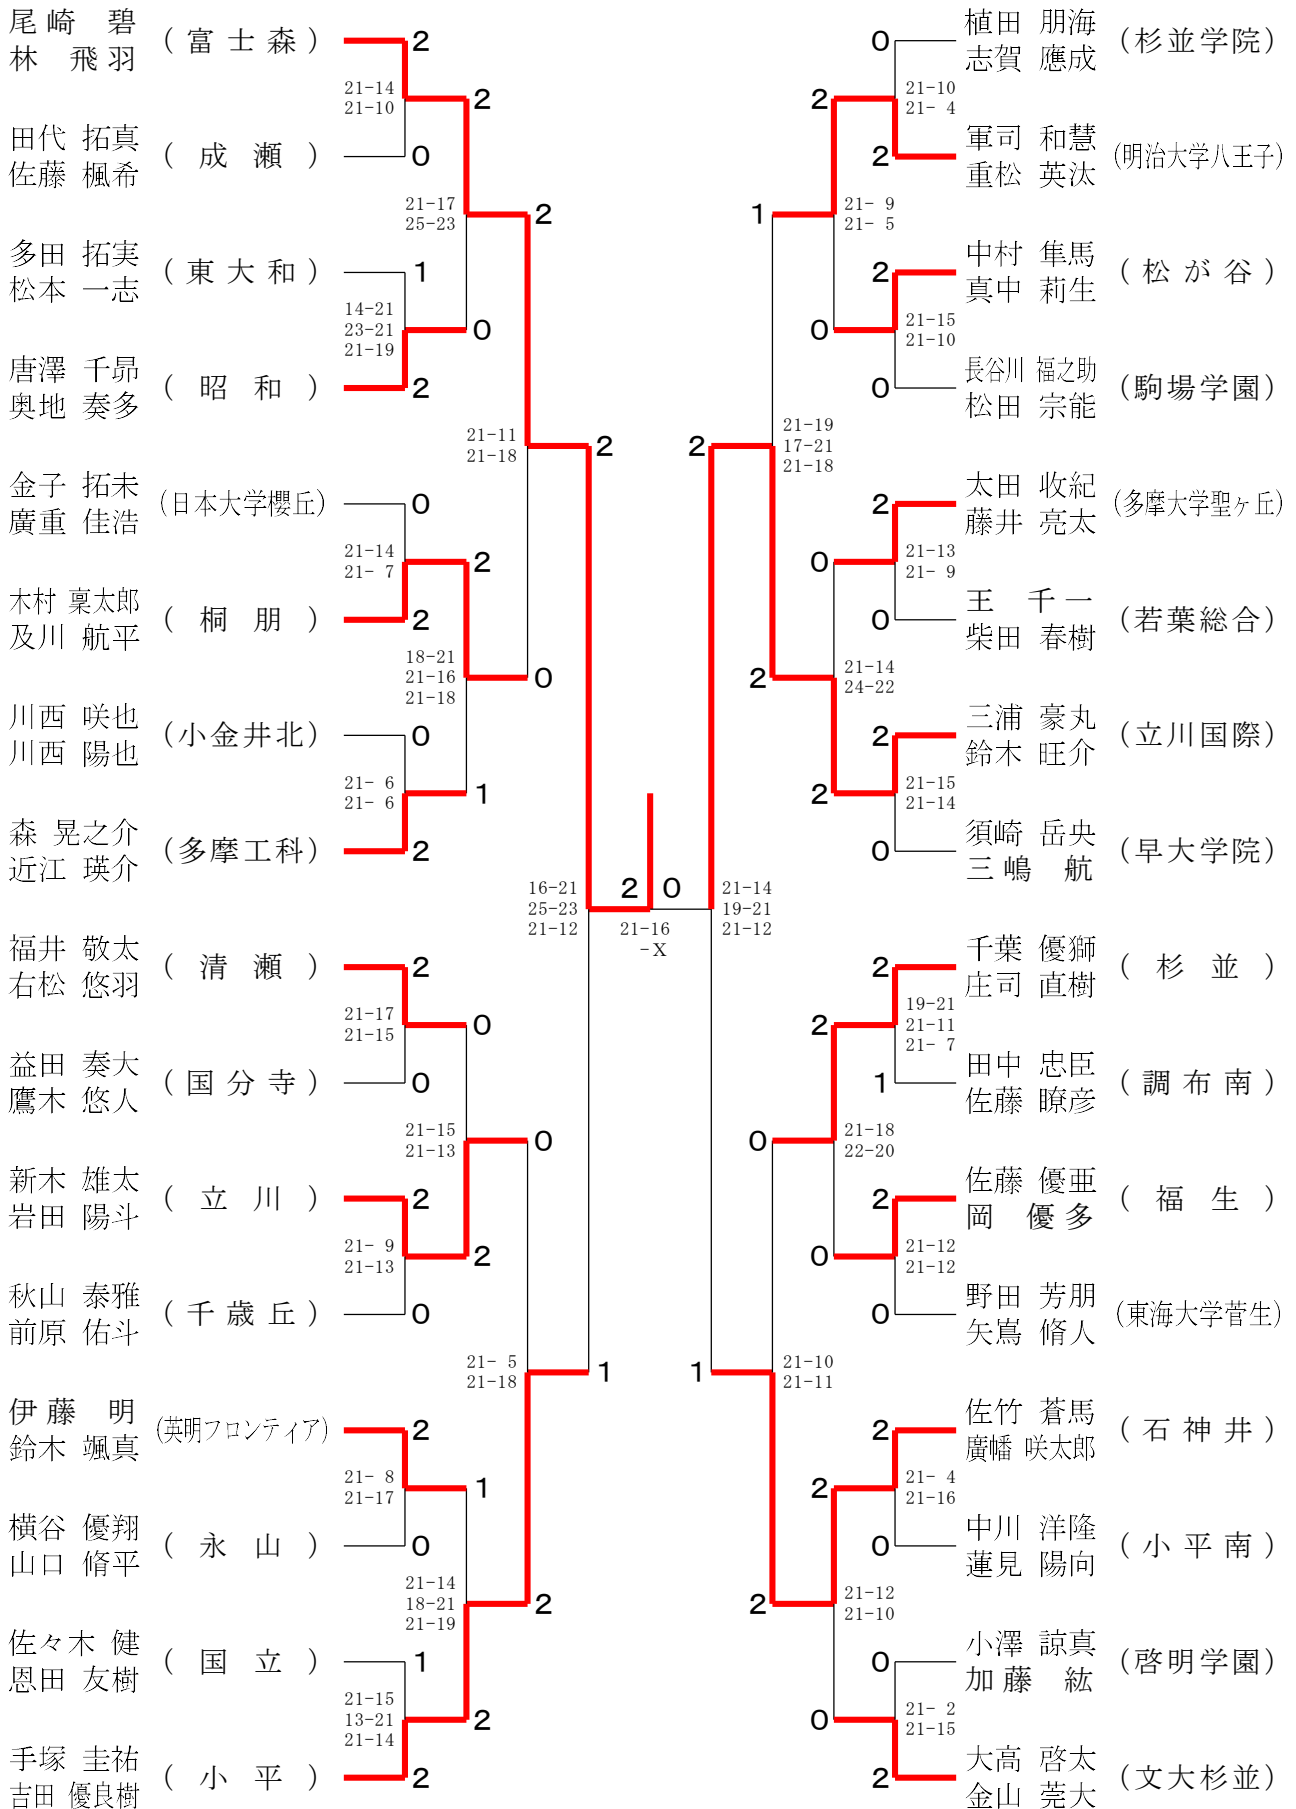 尾崎 碧
林 飛羽
(富士森)
2
21-14
21-10
2
田代 拓真
佐藤 楓希
(成瀬)
0
21-17
25-23
2
多田 拓実
松本 一志
(東大和)
1
14-21
23-21
21-19
0
唐澤 千昴
奥地 奏多
(昭和)
2
21-11
21-18
2
金子 拓未
廣重 佳浩
(日本大学櫻丘)
0
21-14
21- 7
2
木村 稟太郎
及川 航平
(桐朋)
2
18-21
21-16
21-18
0
川西 咲也
川西 陽也
(小金井北)
0
21- 6
21- 6
1
森 晃之介
近江 瑛介
(多摩工科)
2
16-21
25-23
21-12
2 0
21-16
-X
福井 敬太
右松 悠羽
(清瀬)
2
21-17
21-15
0
益田 奏大
鷹木 悠人
(国分寺)
0
21-15
21-13
0
新木 雄太
岩田 陽斗
(立川)
2
21- 9
21-13
2
秋山 泰雅
前原 佑斗
(千歳丘)
0
21- 5
21-18
1
伊藤 明
鈴木 颯真
(英明フロンティア)
2
21- 8
21-17
1
横谷 優翔
山口 脩平
(永山)
0
21-14
18-21
21-19
2
佐々木 健
恩田 友樹
(国立)
1
21-15
13-21
21-14
2
手塚 圭祐
吉田 優良樹
(小平)
2
0
植田 朋海
志賀 應成
(杉並学院)
2
21-10
21- 4
2
軍司 和慧
重松 英汰
(明治大学八王子)
1
21- 9
21- 5
2
中村 隼馬
真中 莉生
(松が谷)
0
21-15
21-10
0
長谷川 福之助
松田 宗能
(駒場学園)
2
21-19
17-21
21-18
2
太田 收紀
藤井 亮太
(多摩大学聖ヶ丘)
0
21-13
21- 9
0
王 千一
柴田 春樹
(若葉総合)
2
21-14
24-22
2
三浦 豪丸
鈴木 旺介
(立川国際)
2
21-15
21-14
0
須崎 岳央
三嶋 航
(早大学院)
21-14
19-21
21-12
2
千葉 優獅
庄司 直樹
(杉並)
2
19-21
21-11
21- 7
1
田中 忠臣
佐藤 瞭彦
(調布南)
0
21-18
22-20
2
佐藤 優亜
岡 優多
(福生)
0
21-12
21-12
0
野田 芳朋
矢嶌 脩人
(東海大学菅生)
1
21-10
21-11
2
佐竹 蒼馬
廣幡 咲太郎
(石神井)
2
21- 4
21-16
0
中川 洋隆
蓮見 陽向
(小平南)
2
21-12
21-10
0
小澤 諒真
加藤 紘
(啓明学園)
0
21- 2
21-15
2
大高 啓太
金山 莞大
(文大杉並)